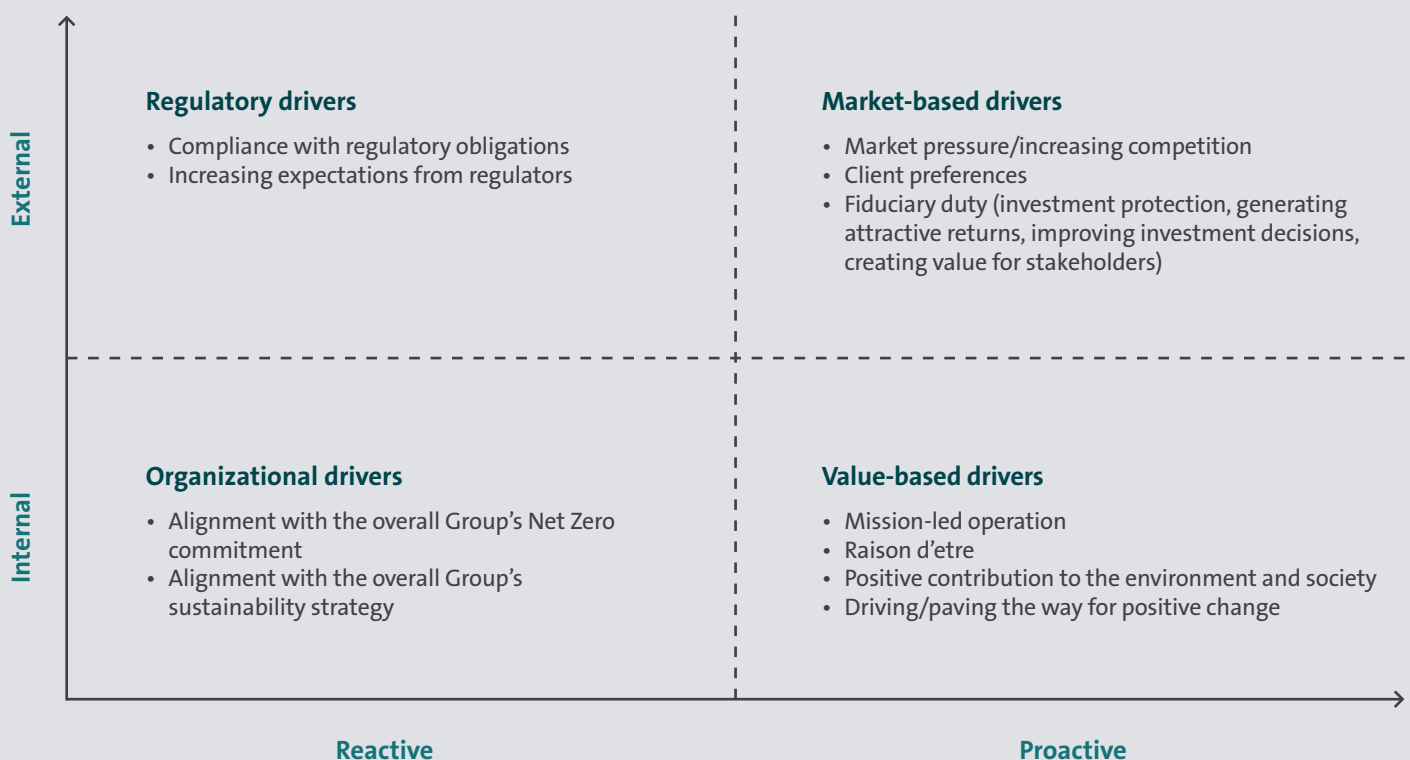 External
Regulatory drivers
• Compliance with regulatory obligations
• Increasing expectations from regulators
Market-based drivers
• Market pressure/increasing competition
• Client preferences
• Fiduciary duty (investment protection, generating
attractive returns, improving investment decisions,
creating value for stakeholders)
Internal
Organizational drivers
• Alignment with the overall Group’s Net Zero
commitment
• Alignment with the overall Group’s
sustainability strategy
Value-based drivers
• Mission-led operation
• Raison d’etre
• Positive contribution to the environment and society
• Driving/paving the way for positive change
Reactive
Proactive